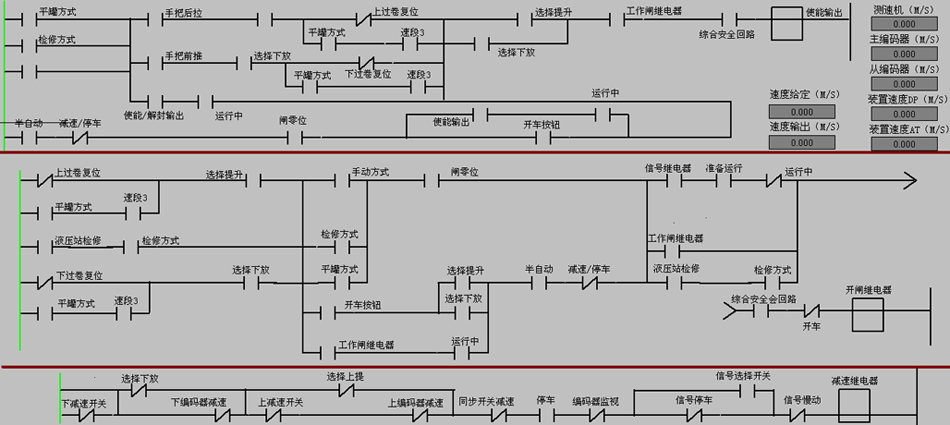 平罐方式
手把后拉
上过卷复位
选择提升
工作闸继电器
使能输出
测速机（M/S）
0.000
检修方式
平罐方式
速段3
选择下放
综合安全回路
主编码器（M/S）
0.000
手把前推
选择下放
下过卷复位
从编码器（M/S）
0.000
平罐方式
速段3
使能/解封输出
运行中
运行中
速度给定（M/S）
0.000
装置速度DP（M/S）
0.000
半自动
减速/停车
闸零位
使能输出
开车按钮
速度输出（M/S）
0.000
装置速度AT（M/S）
0.000
上过卷复位
选择提升
手动方式
闸零位
信号继电器
准备运行
运行中
平罐方式
速段3
液压站检修
检修方式
检修方式
工作闸继电器
下过卷复位
选择下放
平罐方式
选择提升
半自动
减速/停车
液压站检修
检修方式
平罐方式
速段3
开车按钮
选择下放
综合安全会回路
开车
开闸继电器
工作闸继电器
运行中
选择下放
选择上提
信号选择开关
减速继电器
下减速开关
下编码器减速
上减速开关
上编码器减速
同步开关减速
停车
编码器监视
信号停车
信号慢动